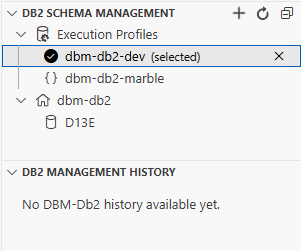 DB2 SCHEMA MANAGEMENT
Execution Profiles
dbm-db2-dev (selected)
{ } dbm-db2-marble
dbm-db2
D13E
DB2 MANAGEMENT HISTORY
No DBM-Db2 history available yet.